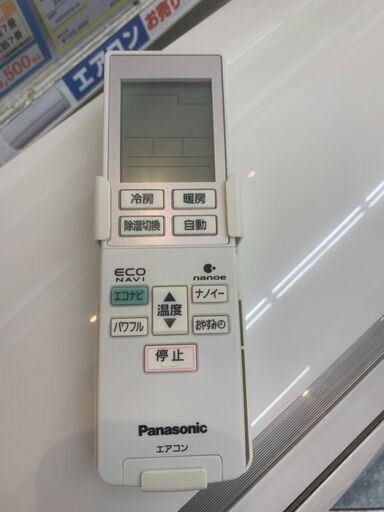 エアコン
お売り
,500
冷房
暖房
除湿切換
自動
ECO
NAVI
nanoe
エコナビ
温度
ナノイー
パワフル
おやすみ
停止
Panasonic
エアコン